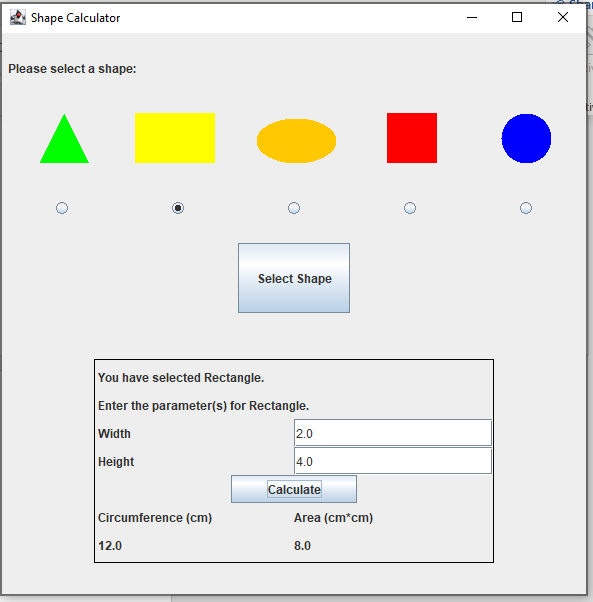 Shape Calculator
Please select a shape:
Select Shape
You have selected Rectangle.
Enter the parameter(s) for Rectangle.
Width 2.0
Height 4.0
Calculate
Circumference (cm) Area (cm*cm)
12.0 8.0